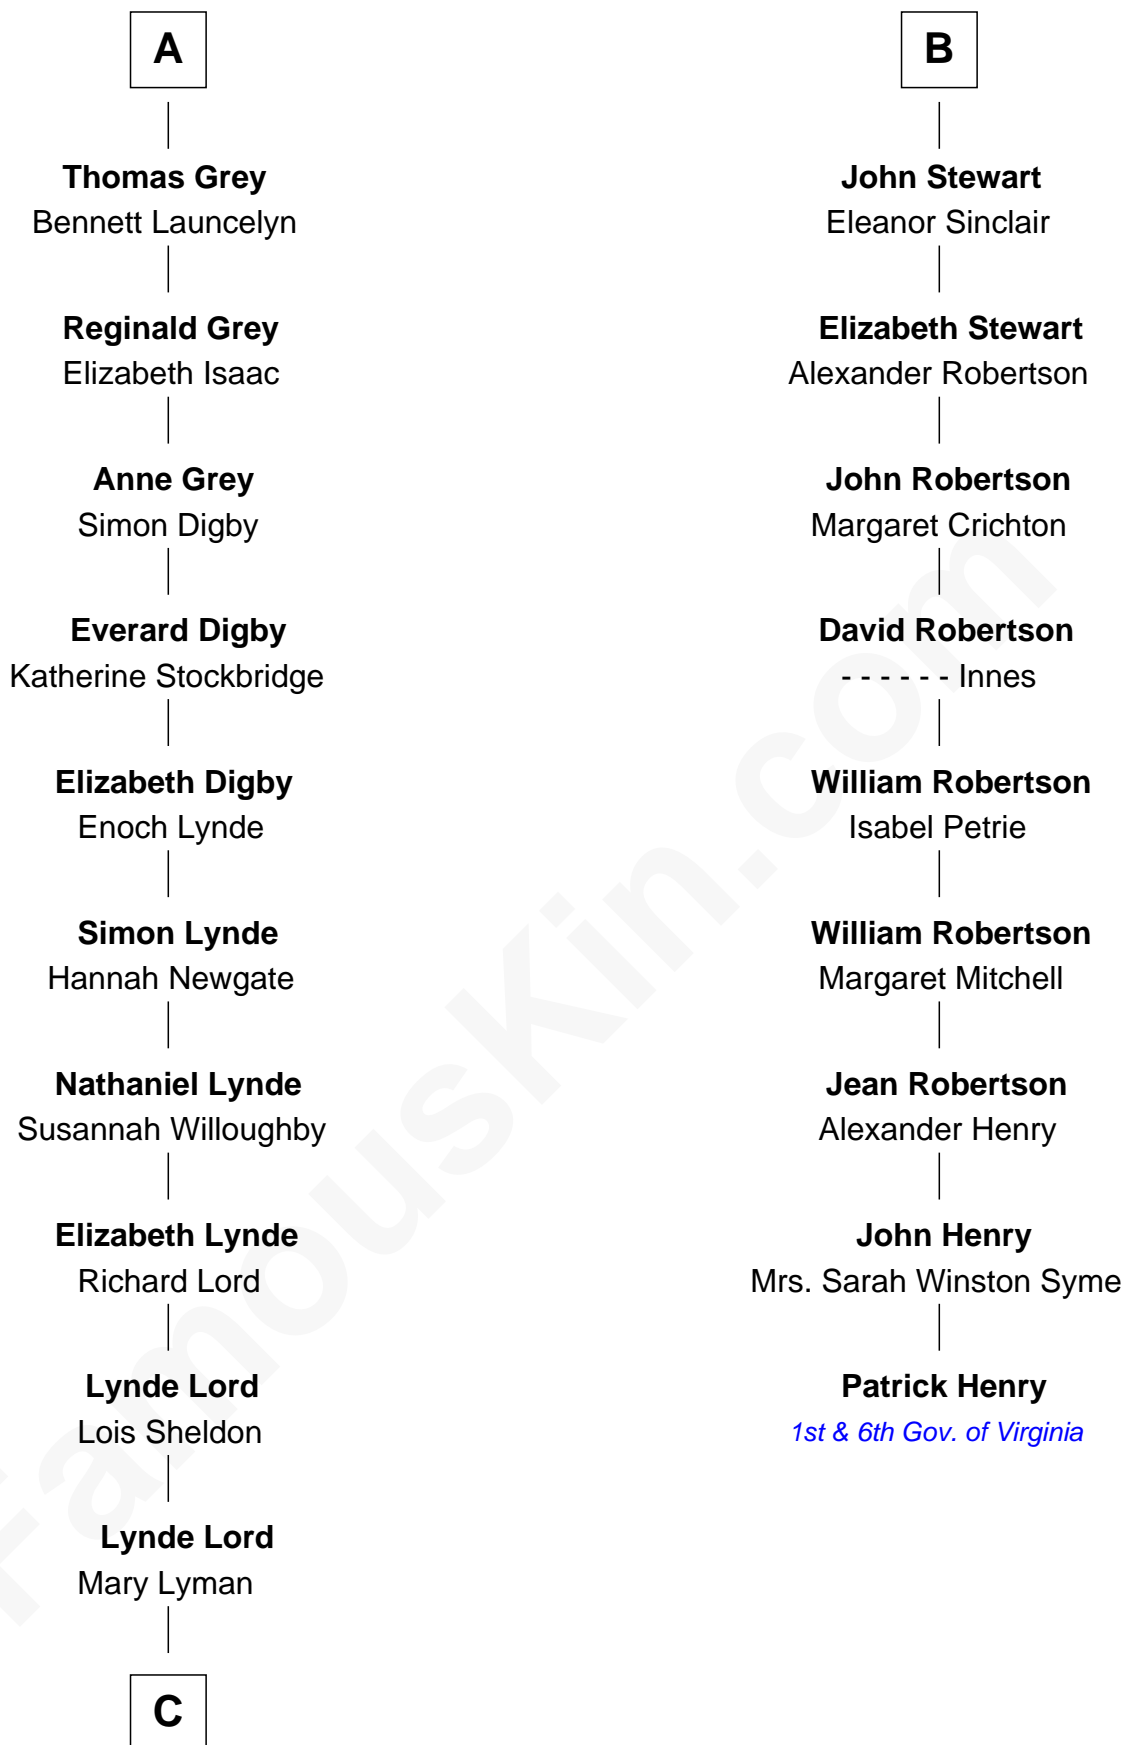 A
Thomas Grey
Bennett Launcelyn
Reginald Grey
Elizabeth Isaac
Anne Grey
Simon Digby
Everard Digby
Katherine Stockbridge
Elizabeth Digby
Enoch Lynde
Simon Lynde
Hannah Newgate
Nathaniel Lynde
Susannah Willoughby
Elizabeth Lynde
Richard Lord
Lynde Lord
Lois Sheldon
Lynde Lord
Mary Lyman
C
B
John Stewart
Eleanor Sinclair
Elizabeth Stewart
Alexander Robertson
John Robertson
Margaret Crichton
David Robertson
- - - - - - Innes
William Robertson
Isabel Petrie
William Robertson
Margaret Mitchell
Jean Robertson
Alexander Henry
John Henry
Mrs. Sarah Winston Syme
Patrick Henry
1st & 6th Gov. of Virginia
FamousKin.com